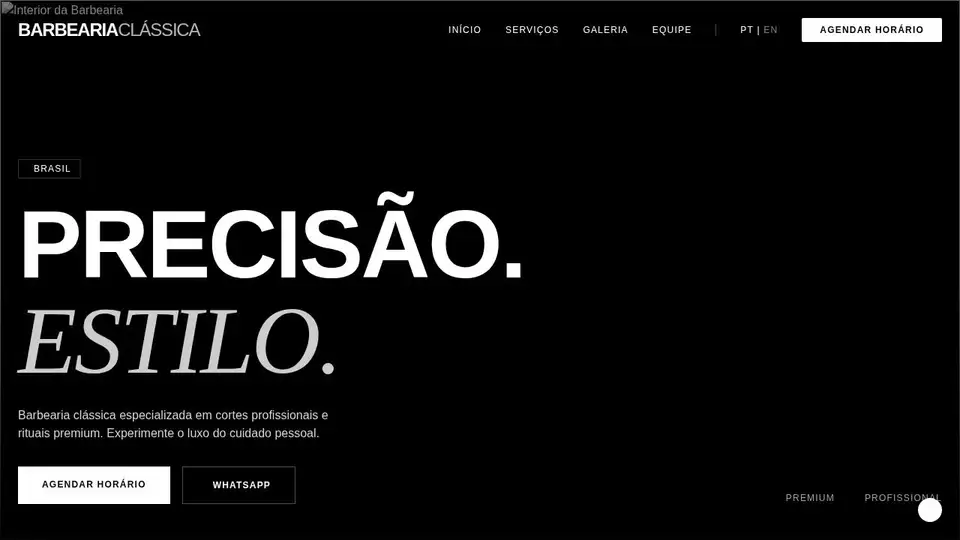 Interior da Barbearia
BARBEARIACLÁSSICA
INÍCIO SERVIÇOS GALERIA EQUIPE PT | EN AGENDAR HORÁRIO
BRASIL
PRECISÃO.
ESTILO.
Barbearia clássica especializada em cortes profissionais e
rituais premium. Experimente o luxo do cuidado pessoal.
AGENDAR HORÁRIO WHATSAPP
PREMIUM PROFISSIONAL